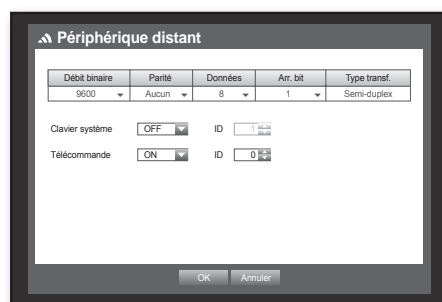 Périphérique distant
Débit binaire Parité Données Arr. bit Type transf.
9600 Aucun 8 1 Semi-duplex
Clavier système OFF ID 1
Télécommande ON ID 0
OK Annuler